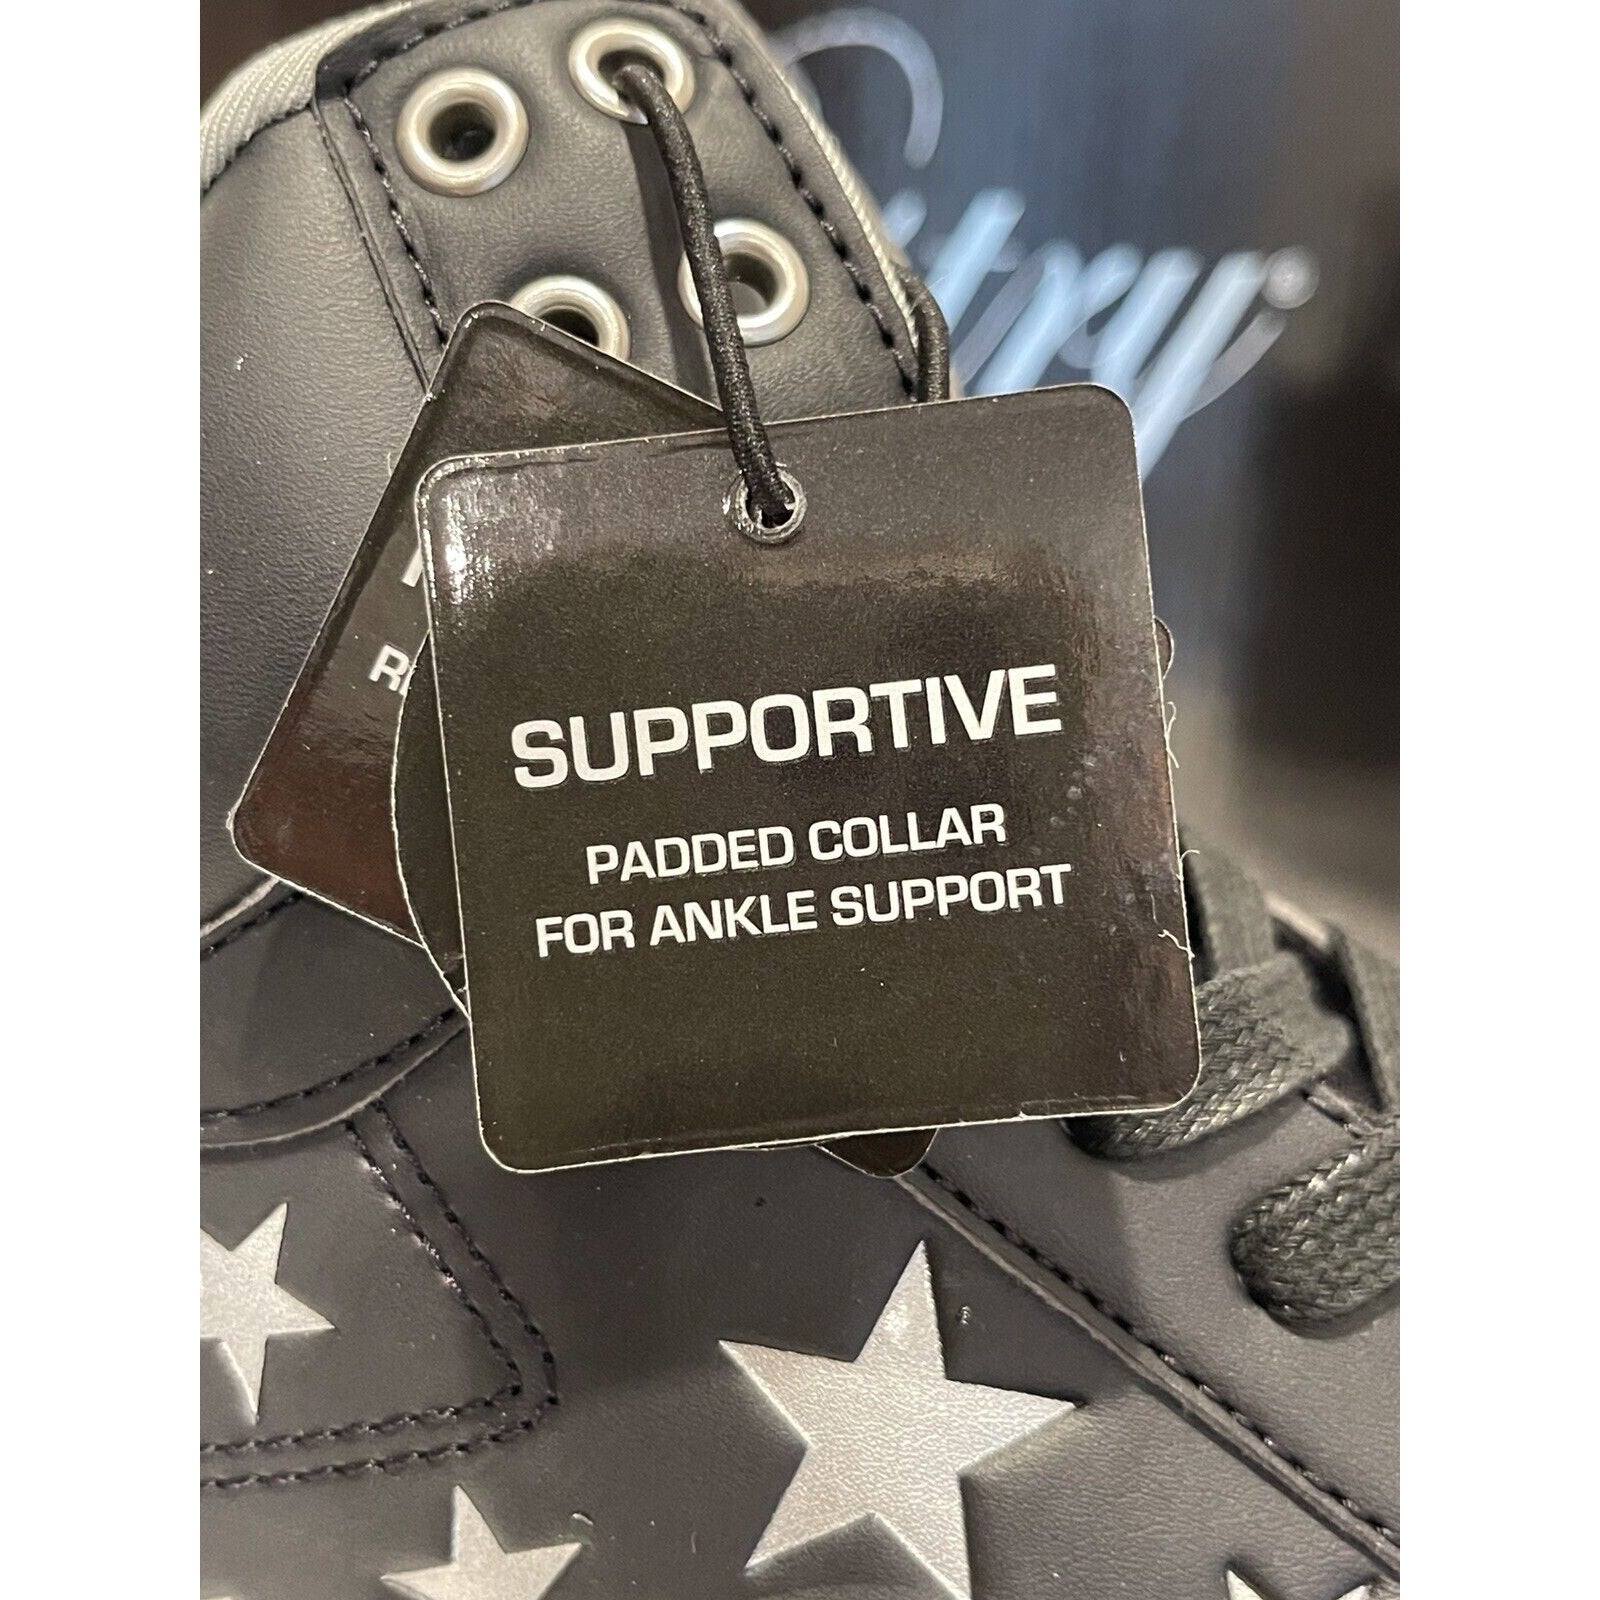 SUPPORTIVE
PADDED COLLAR
FOR ANKLE SUPPORT